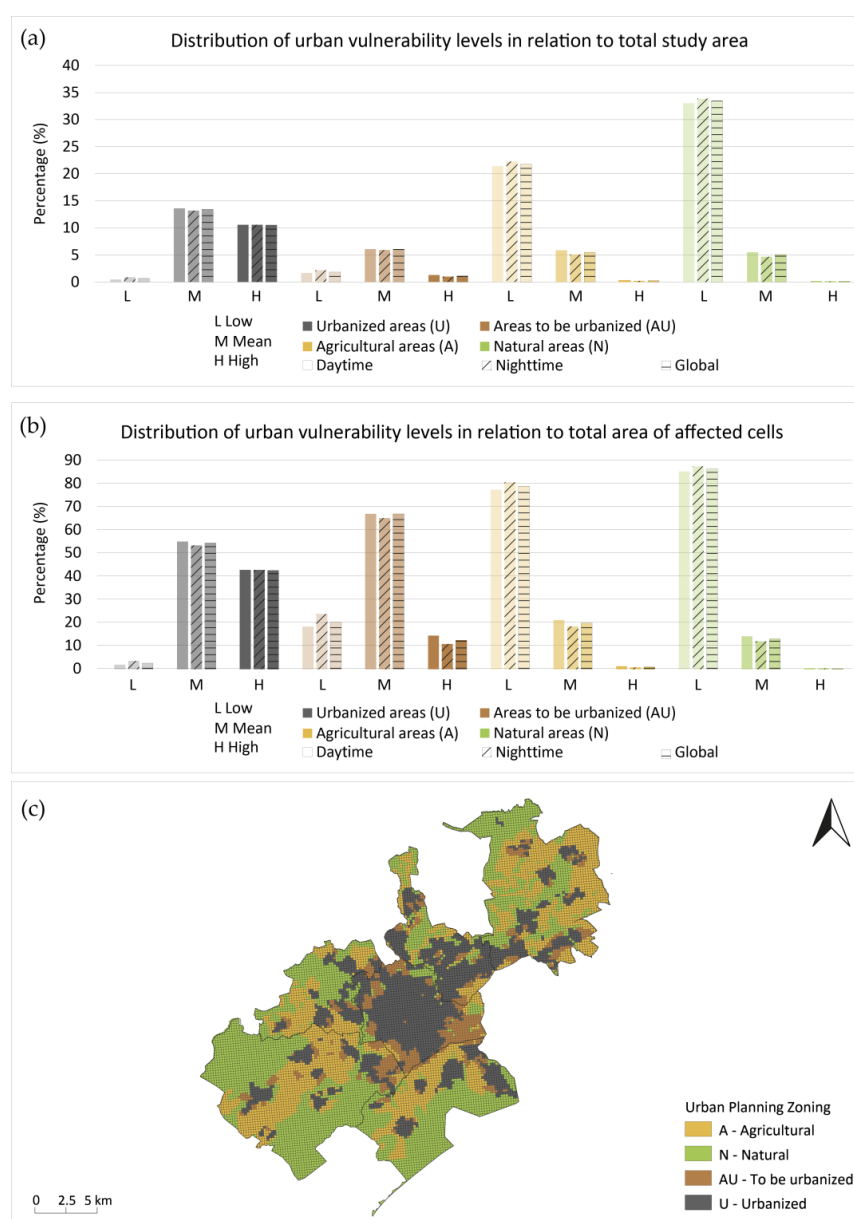 (a)
Distribution of urban vulnerability levels in relation to total study area
Percentage (%)
40
35
30
25
20
15
10
5
0
L M H L M H L M H L M H
L Low
M Mean
H High
Urbanized areas (U) Areas to be urbanized (AU)
Agricultural areas (A) Natural areas (N)
Daytime Nighttime Global
(b)
Distribution of urban vulnerability levels in relation to total area of affected cells
Percentage (%)
90
80
70
60
50
40
30
20
10
0
L M H L M H L M H L M H
L Low
M Mean
H High
Urbanized areas (U) Areas to be urbanized (AU)
Agricultural areas (A) Natural areas (N)
Daytime Nighttime Global
(c)
Urban Planning Zoning
A - Agricultural
N - Natural
AU - To be urbanized
U - Urbanized
0 2.5 5 km